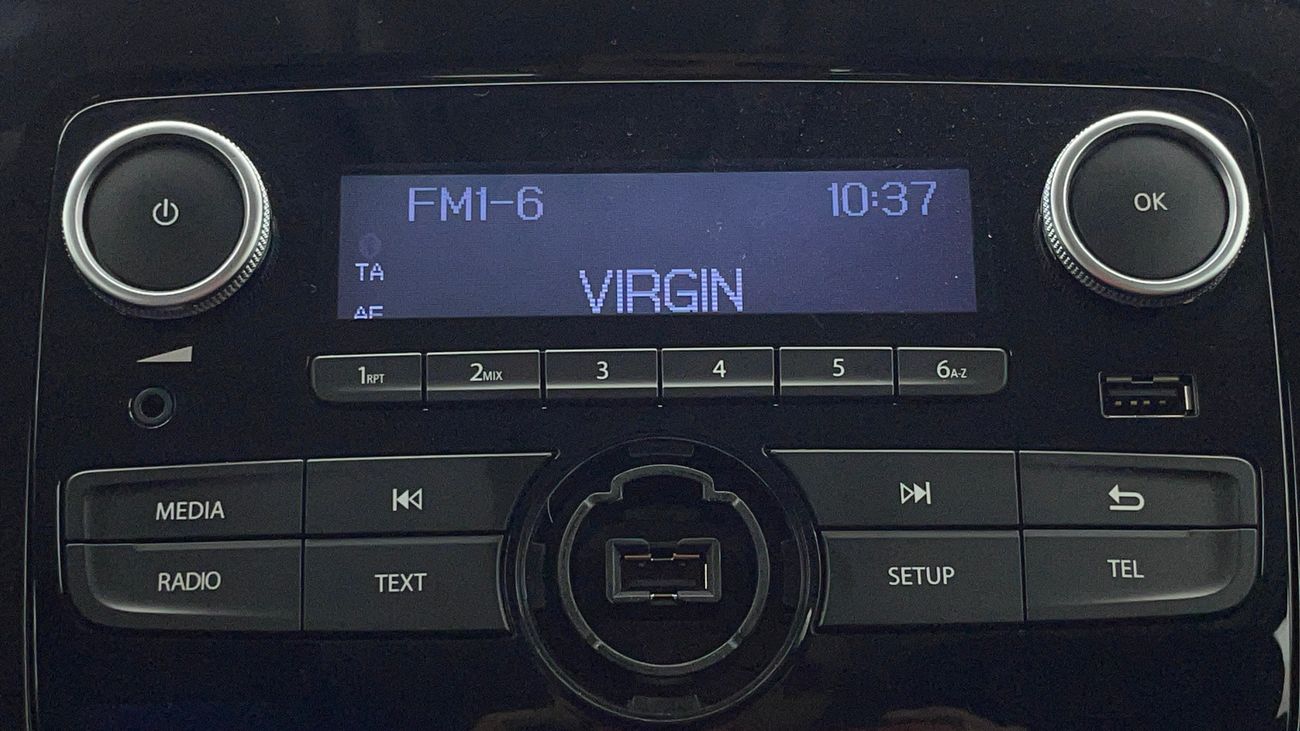 FM1-6 10:37
TA
VIRGIN
AF
1RPT 2MIX 3 4 5 6A-Z
MEDIA
RADIO TEXT SETUP TEL
OK